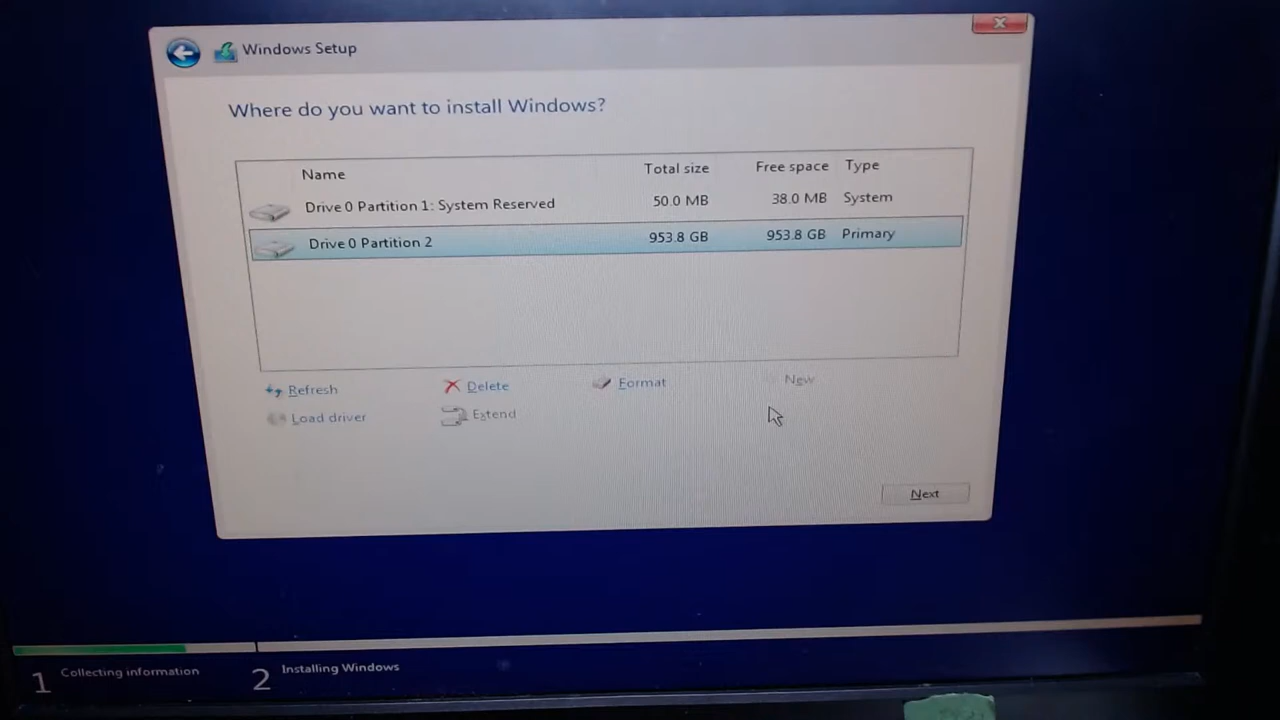 Windows Setup
Where do you want to install Windows?
Name Total size Free space Type
Drive 0 Partition 1: System Reserved 50.0 MB 38.0 MB System
Drive 0 Partition 2 953.8 GB 953.8 GB Primary
Refresh Delete Format New
Load driver Extend
Next
1 Collecting information 2 Installing Windows